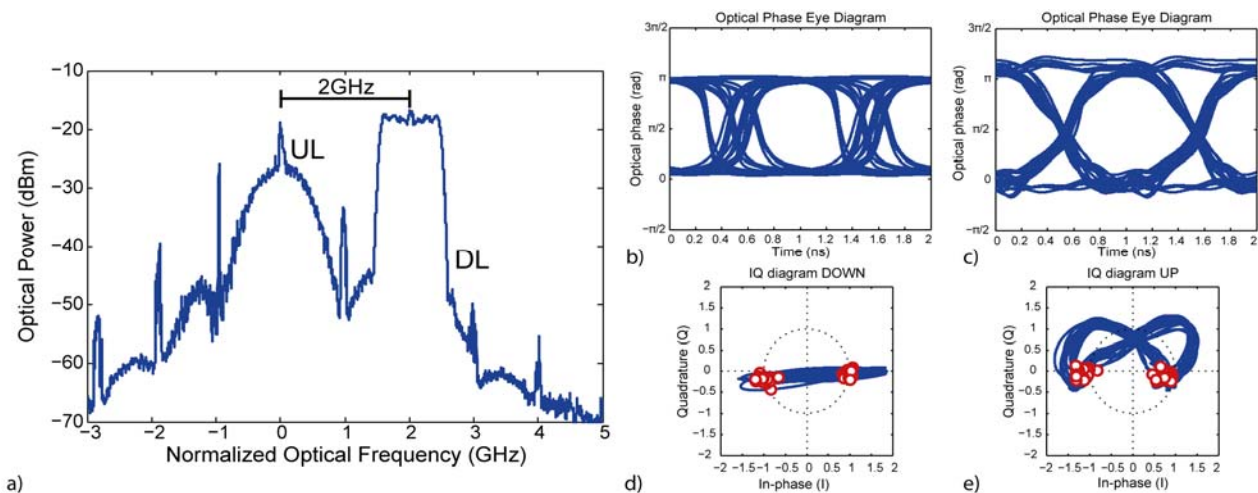 a)
Optical Power (dBm)
−10
−20
−30
−40
−50
−60
−70
2GHz
UL
DL
−3 −2 −1 0 1 2 3 4 5
Normalized Optical Frequency (GHz)
b)
Optical Phase Eye Diagram
Optical phase (rad)
3π/2
π
π/2
0
−π/2
0 0.2 0.4 0.6 0.8 1 1.2 1.4 1.6 1.8 2
Time (ns)
c)
Optical Phase Eye Diagram
Optical phase (rad)
3π/2
π
π/2
0
−π/2
0 0.2 0.4 0.6 0.8 1 1.2 1.4 1.6 1.8 2
Time (ns)
d)
IQ diagram DOWN
Quadrature (Q)
2
1.5
1
0.5
0
−0.5
−1
−1.5
−2
−2 −1.5 −1 −0.5 0 0.5 1 1.5 2
In-phase (I)
e)
IQ diagram UP
Quadrature (Q)
2
1.5
1
0.5
0
−0.5
−1
−1.5
−2
−2 −1.5 −1 −0.5 0 0.5 1 1.5 2
In-phase (I)